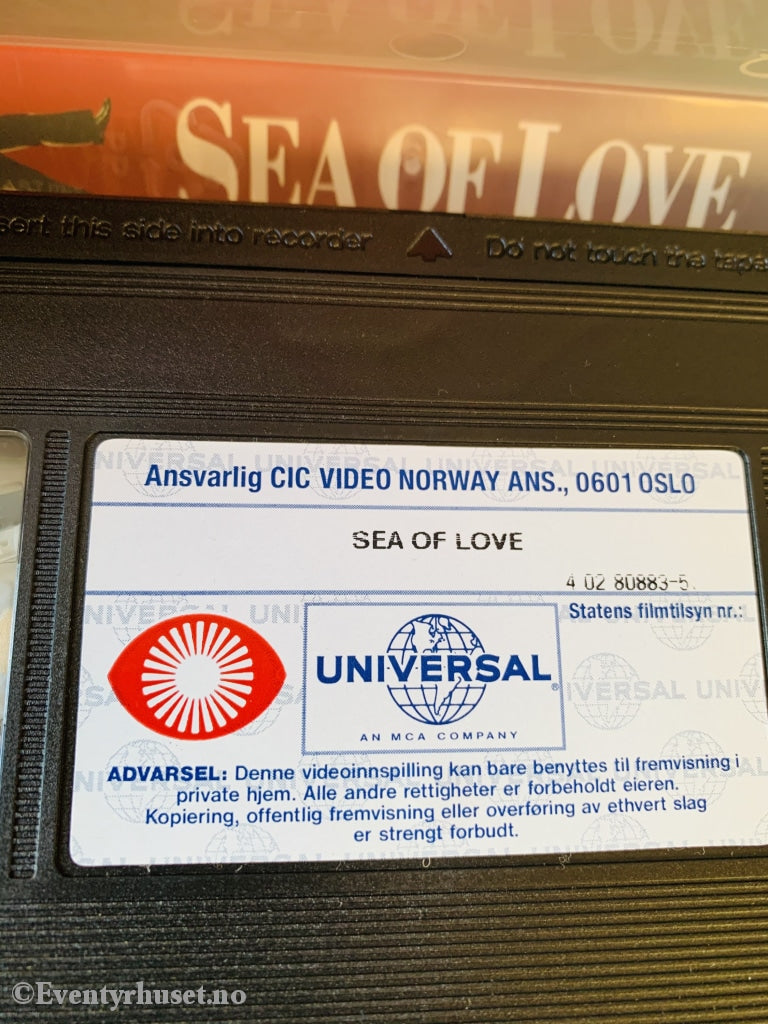 SEA OF LOVE
sert this side into recorder Do not touch the tape
Ansvarlig CIC VIDEO NORWAY ANS., 0601 OSLO
SEA OF LOVE
4 02 80883-5.
Statens filmtilsyn nr.:
UNIVERSAL
®
AN MCA COMPANY
ADVARSEL: Denne videoinnspilling kan bare benyttes til fremvisning i
private hjem. Alle andre rettigheter er forbeholdt eieren.
Kopiering, offentlig fremvisning eller overføring av ethvert slag
er strengt forbudt.
©Eventyrhuset.no